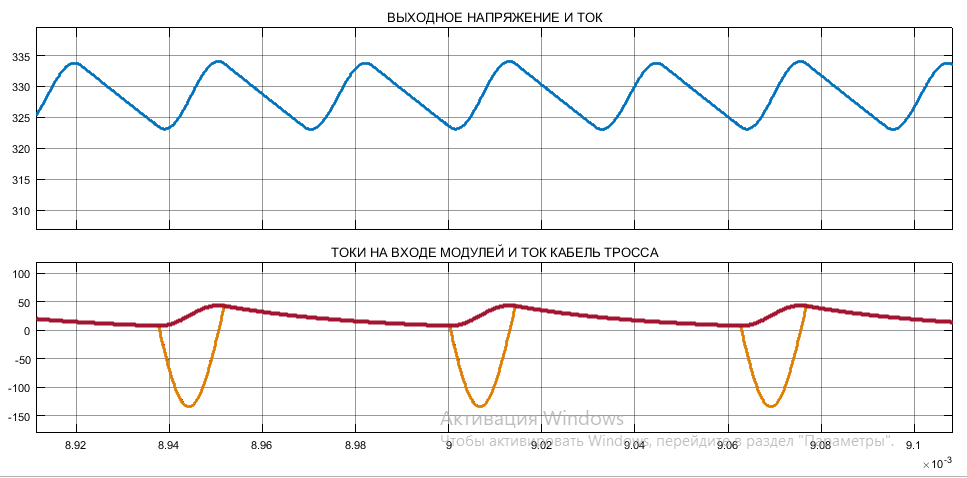 ВЫХОДНОЕ НАПРЯЖЕНИЕ И ТОК
335
330
325
320
315
310
ТОКИ НА ВХОДЕ МОДУЛЕЙ И ТОК КАБЕЛЬ ТРОССА
100
50
0
-50
-100
-150
Активация Windows
Чтобы активировать Windows, перейдите в раздел "Параметры".
8.92 8.94 8.96 8.98 9 9.02 9.04 9.06 9.08 9.1
×10-3